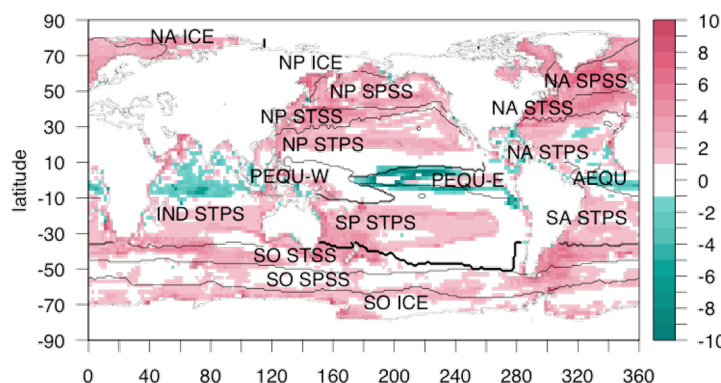 90
70
50
30
10
-10
-30
-50
-70
-90
latitude
0 40 80 120 160 200 240 280 320 360
NA ICE
NP ICE
NP SPSS
NA SPSS
NP STSS
NA STSS
NP STPS
NA STPS
PEQU-W
PEQU-E
AEQU
IND STPS
SP STPS
SA STPS
SO STSS
SO SPSS
SO ICE
10
8
6
4
2
0
-2
-4
-6
-8
-10